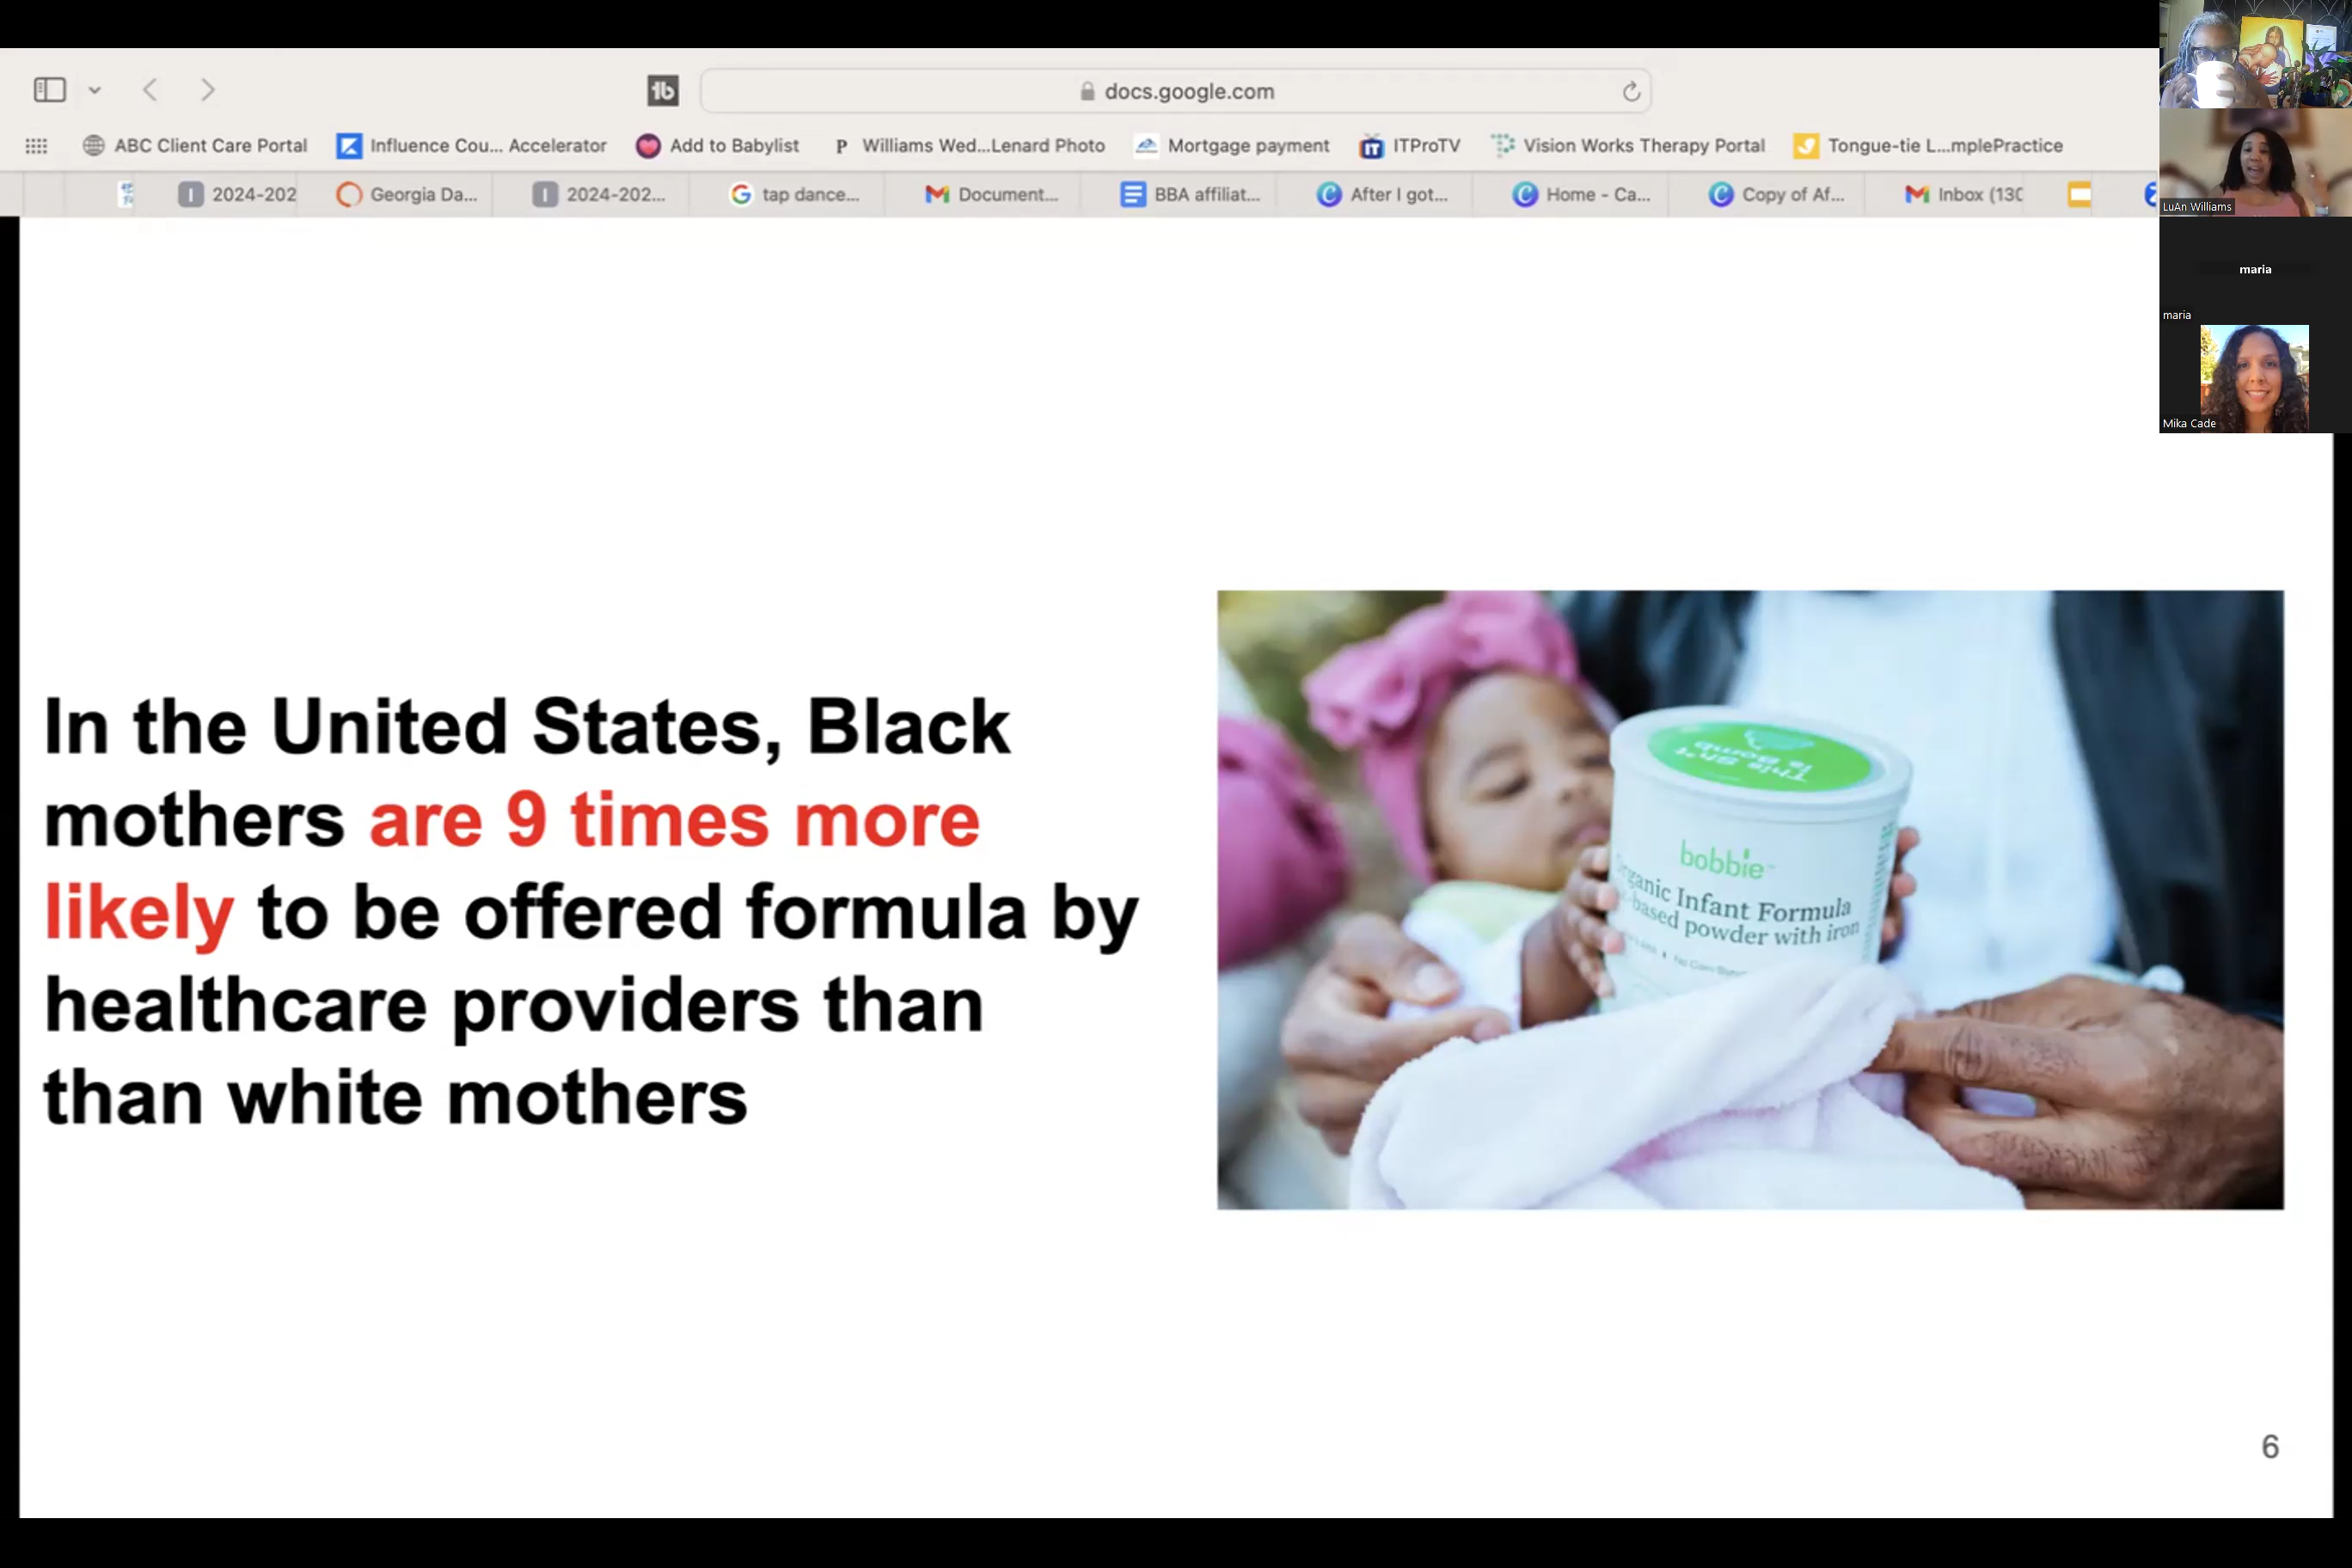 docs.google.com
ABC Client Care Portal
Influence Cou... Accelerator
Add to Babylist
Williams Wed...Lenard Photo
Mortgage payment
ITProTV
Vision Works Therapy Portal
Tongue-tie L...mplePractice
2024-202
Georgia Da...
2024-202...
tap dance...
Document...
BBA affiliat...
After I got...
Home - Ca...
Copy of Af...
Inbox (130
LuAn Williams
maria
maria
Mika Cade
In the United States, Black
mothers are 9 times more
likely to be offered formula by
healthcare providers than
than white mothers
This Sh*t
Is Bomb
bobbie
Organic Infant Formula
-based powder with iron
6